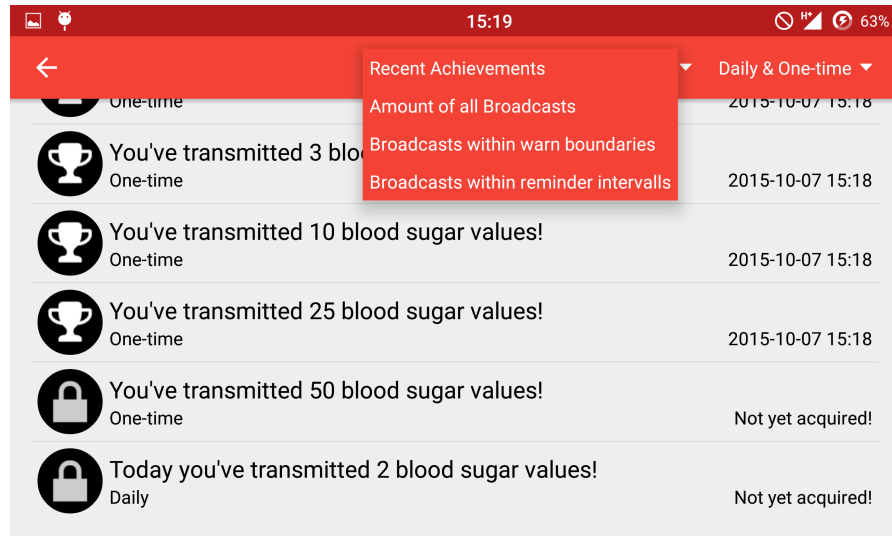 15:19
H+
63%
Recent Achievements
Daily & One-time
Amount of all Broadcasts
Broadcasts within warn boundaries
Broadcasts within reminder intervalls
One-time
2015-10-07 15:18
You've transmitted 3
One-time
2015-10-07 15:18
You've transmitted 10 blood sugar values!
One-time
2015-10-07 15:18
You've transmitted 25 blood sugar values!
One-time
2015-10-07 15:18
You've transmitted 50 blood sugar values!
One-time
Not yet acquired!
Today you've transmitted 2 blood sugar values!
Daily
Not yet acquired!